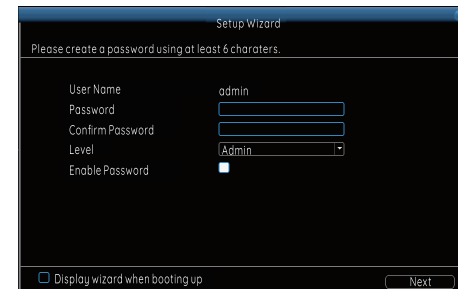 Setup Wizard
Please create a password using at least 6 charaters.
User Name admin
Password
Confirm Password
Level Admin
Enable Password
Display wizard when booting up
Next